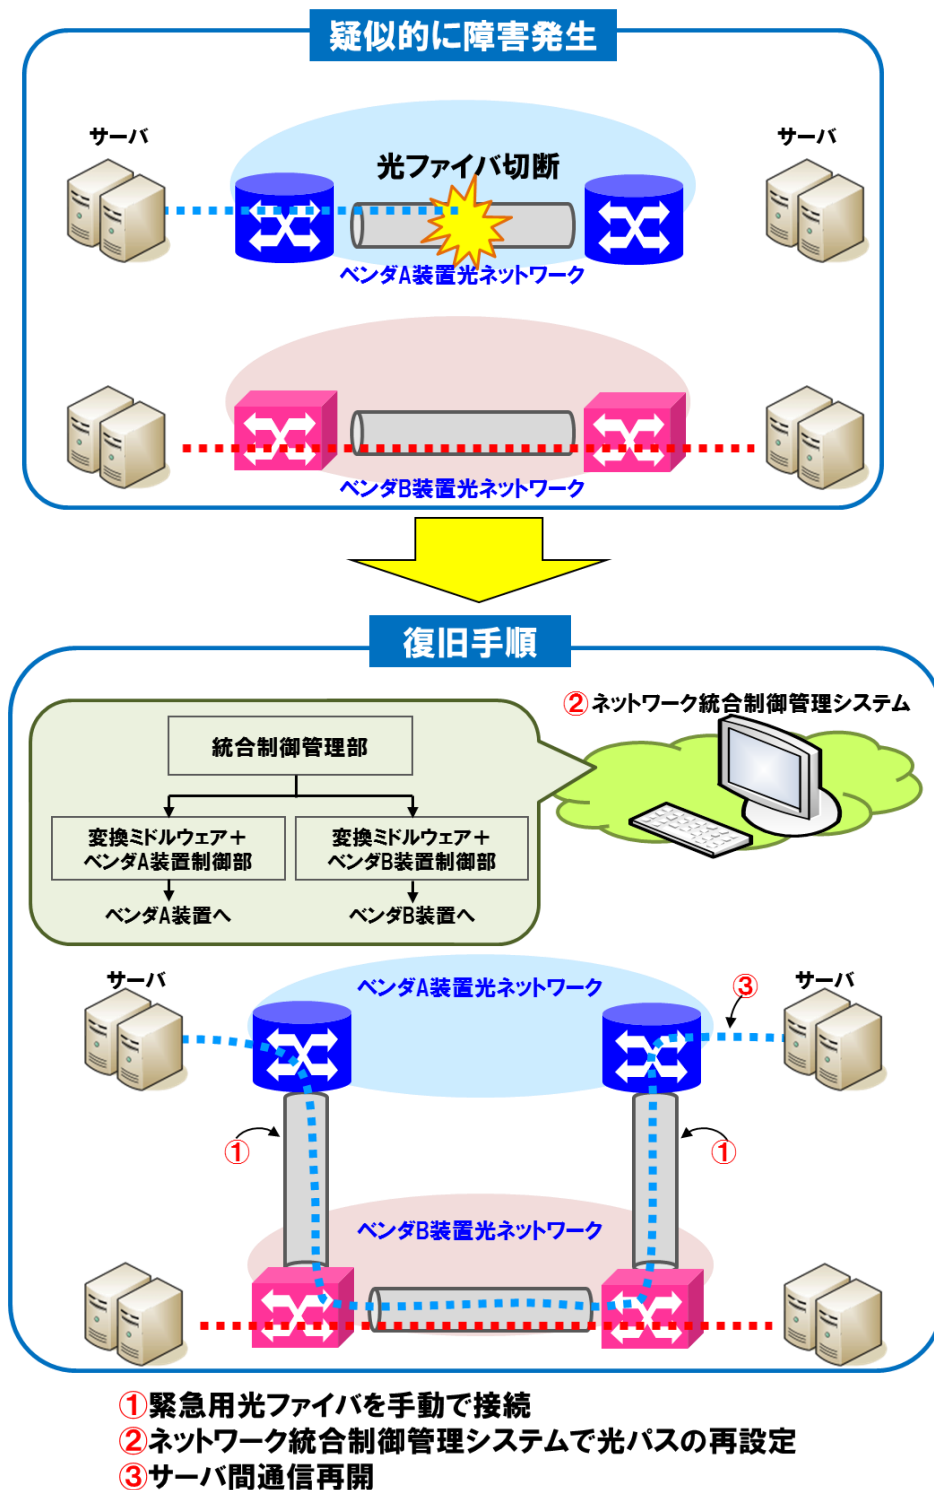 疑似的に障害発生
サーバ
サーバ
光ファイバ切断
ベンダA装置光ネットワーク
ベンダB装置光ネットワーク
復旧手順
②ネットワーク統合制御管理システム
統合制御管理部
変換ミドルウェア＋
ベンダA装置制御部
変換ミドルウェア＋
ベンダB装置制御部
ベンダA装置へ
ベンダB装置へ
サーバ
ベンダA装置光ネットワーク
③
サーバ
①
①
ベンダB装置光ネットワーク
①緊急用光ファイバを手動で接続
②ネットワーク統合制御管理システムで光パスの再設定
③サーバ間通信再開